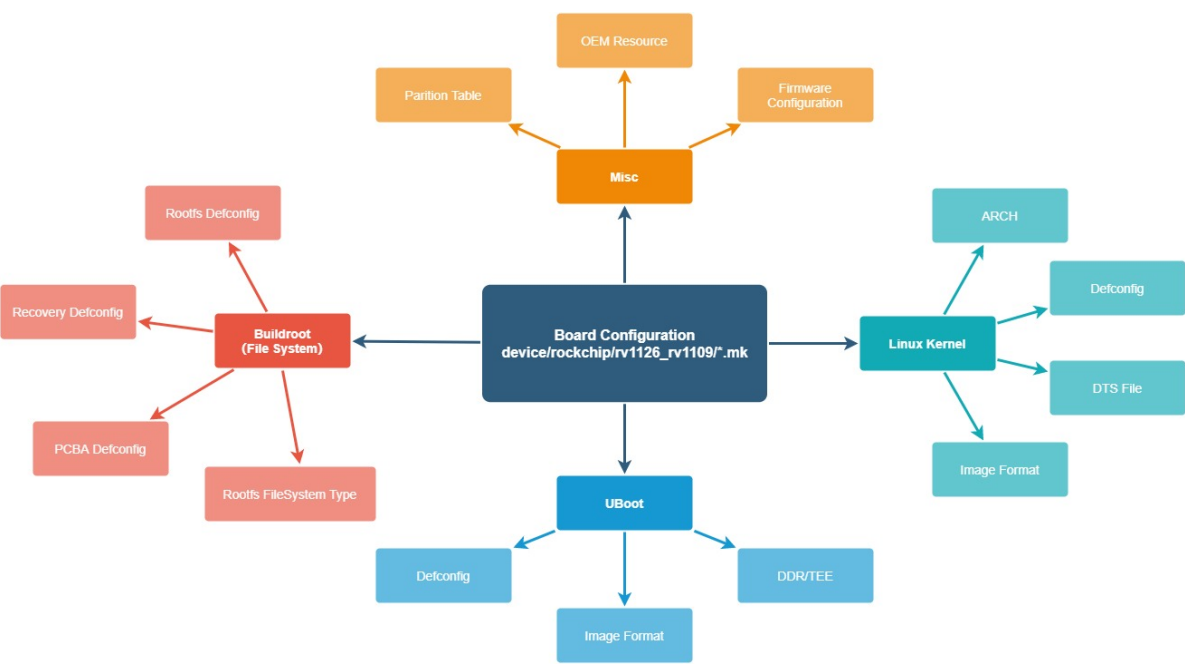 OEM Resource
Parition Table
Firmware
Configuration
Misc
Rootfs Defconfig
ARCH
Recovery Defconfig
Defconfig
Buildroot
(File System)
Board Configuration
device/rockchip/rv1126_rv1109/*.mk
Linux Kernel
DTS File
PCBA Defconfig
Image Format
Rootfs FileSystem Type
UBoot
Defconfig
DDR/TEE
Image Format